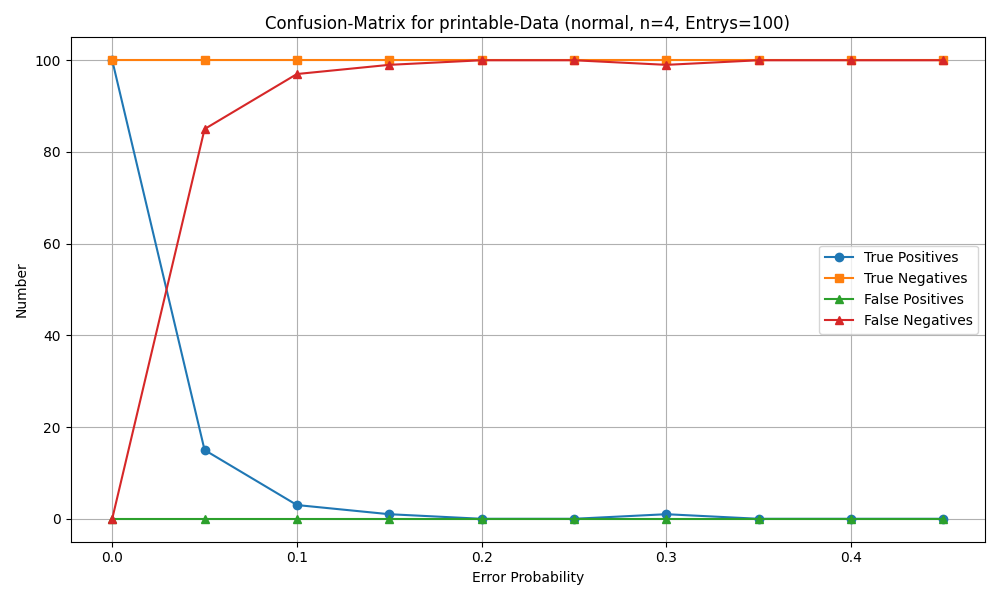 Confusion-Matrix for printable-Data (normal, n=4, Entrys=100)
100
80
60
40
20
0
Number
True Positives
True Negatives
False Positives
False Negatives
0.0 0.1 0.2 0.3 0.4
Error Probability